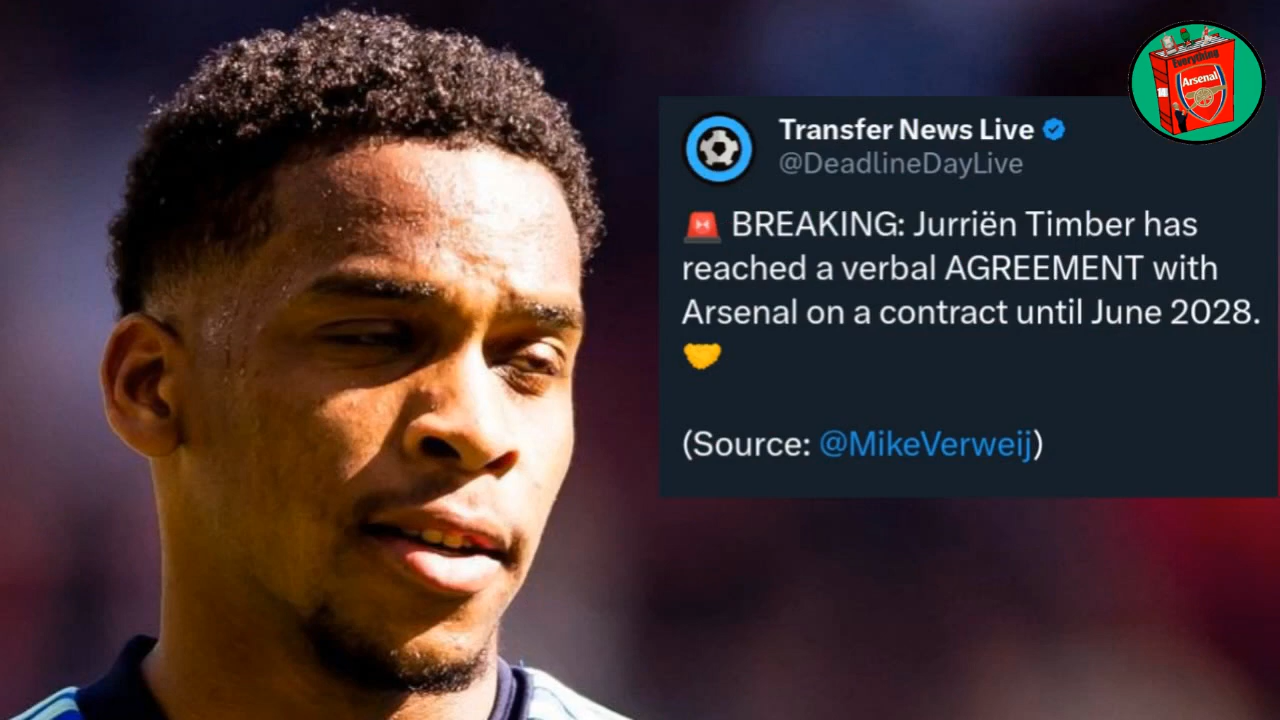 Everything
Arsenal
Transfer News Live
@DeadlineDayLive
🚨 BREAKING: Jurriën Timber has
reached a verbal AGREEMENT with
Arsenal on a contract until June 2028.
🤝
(Source: @MikeVerweij)